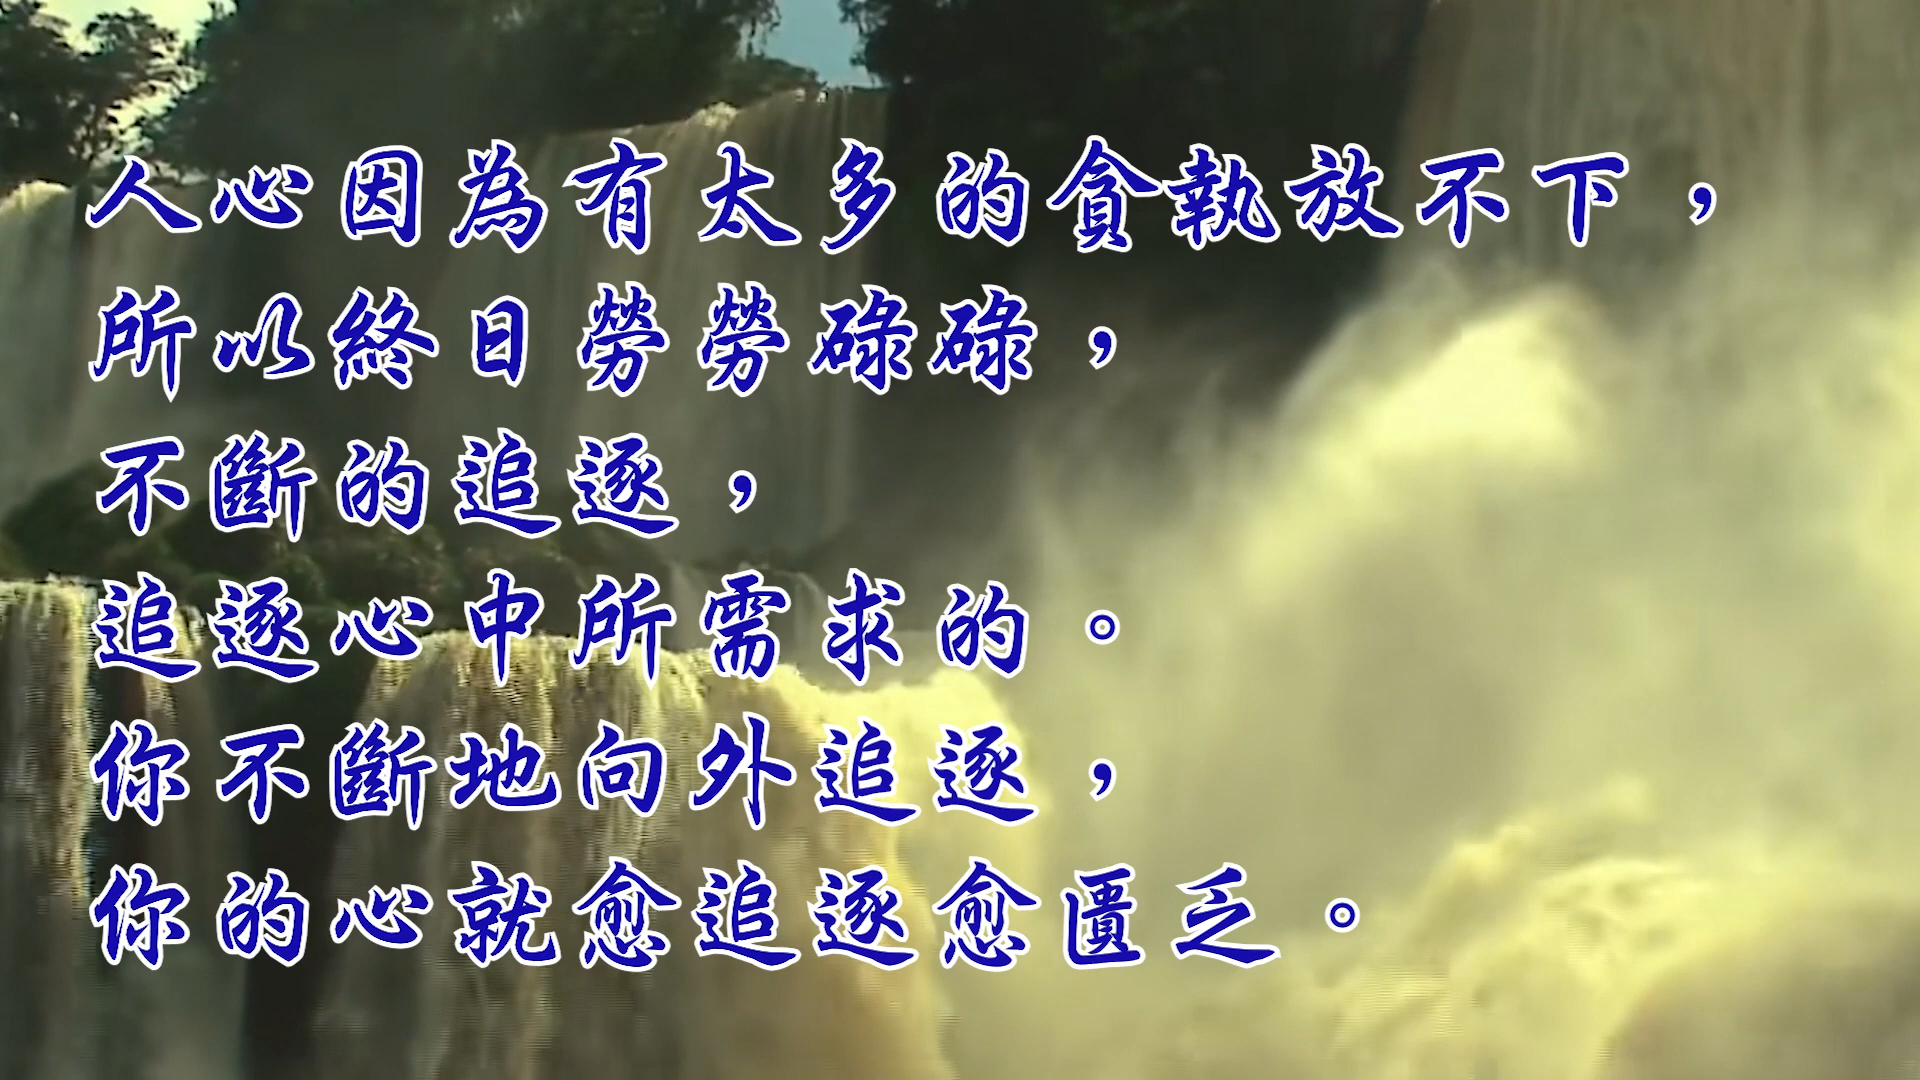 人心因為有太多的貪執放不下，
所以終日勞勞碌碌，
不斷的追逐，
追逐心中所需求的。
你不斷地向外追逐，
你的心就愈追逐愈匱乏。